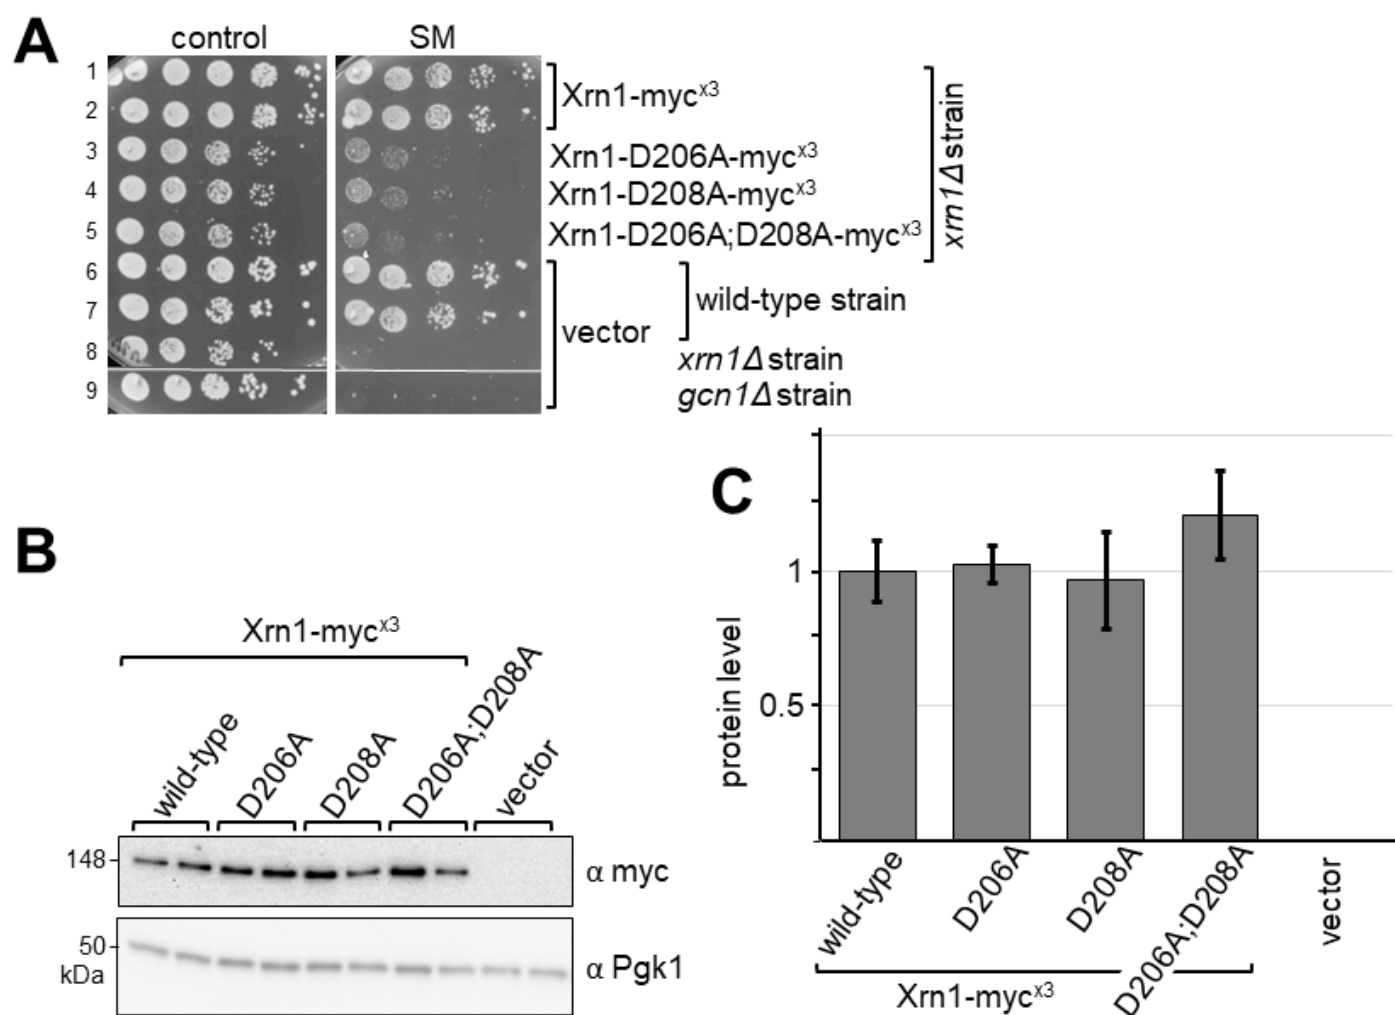 A
control SM
1
2
3
4
5
6
7
8
9
Xrn1-myc^x3
Xrn1-D206A-myc^x3
Xrn1-D208A-myc^x3
Xrn1-D206A;D208A-myc^x3
xrn1Δ strain
vector
wild-type strain
xrn1Δ strain
gcn1Δ strain
B
Xrn1-myc^x3
wild-type
D206A
D208A
D206A;D208A
vector
148
α myc
50
kDa
α Pgk1
C
protein level
1
0.5
wild-type
D206A
D208A
D206A;D208A
vector
Xrn1-myc^x3